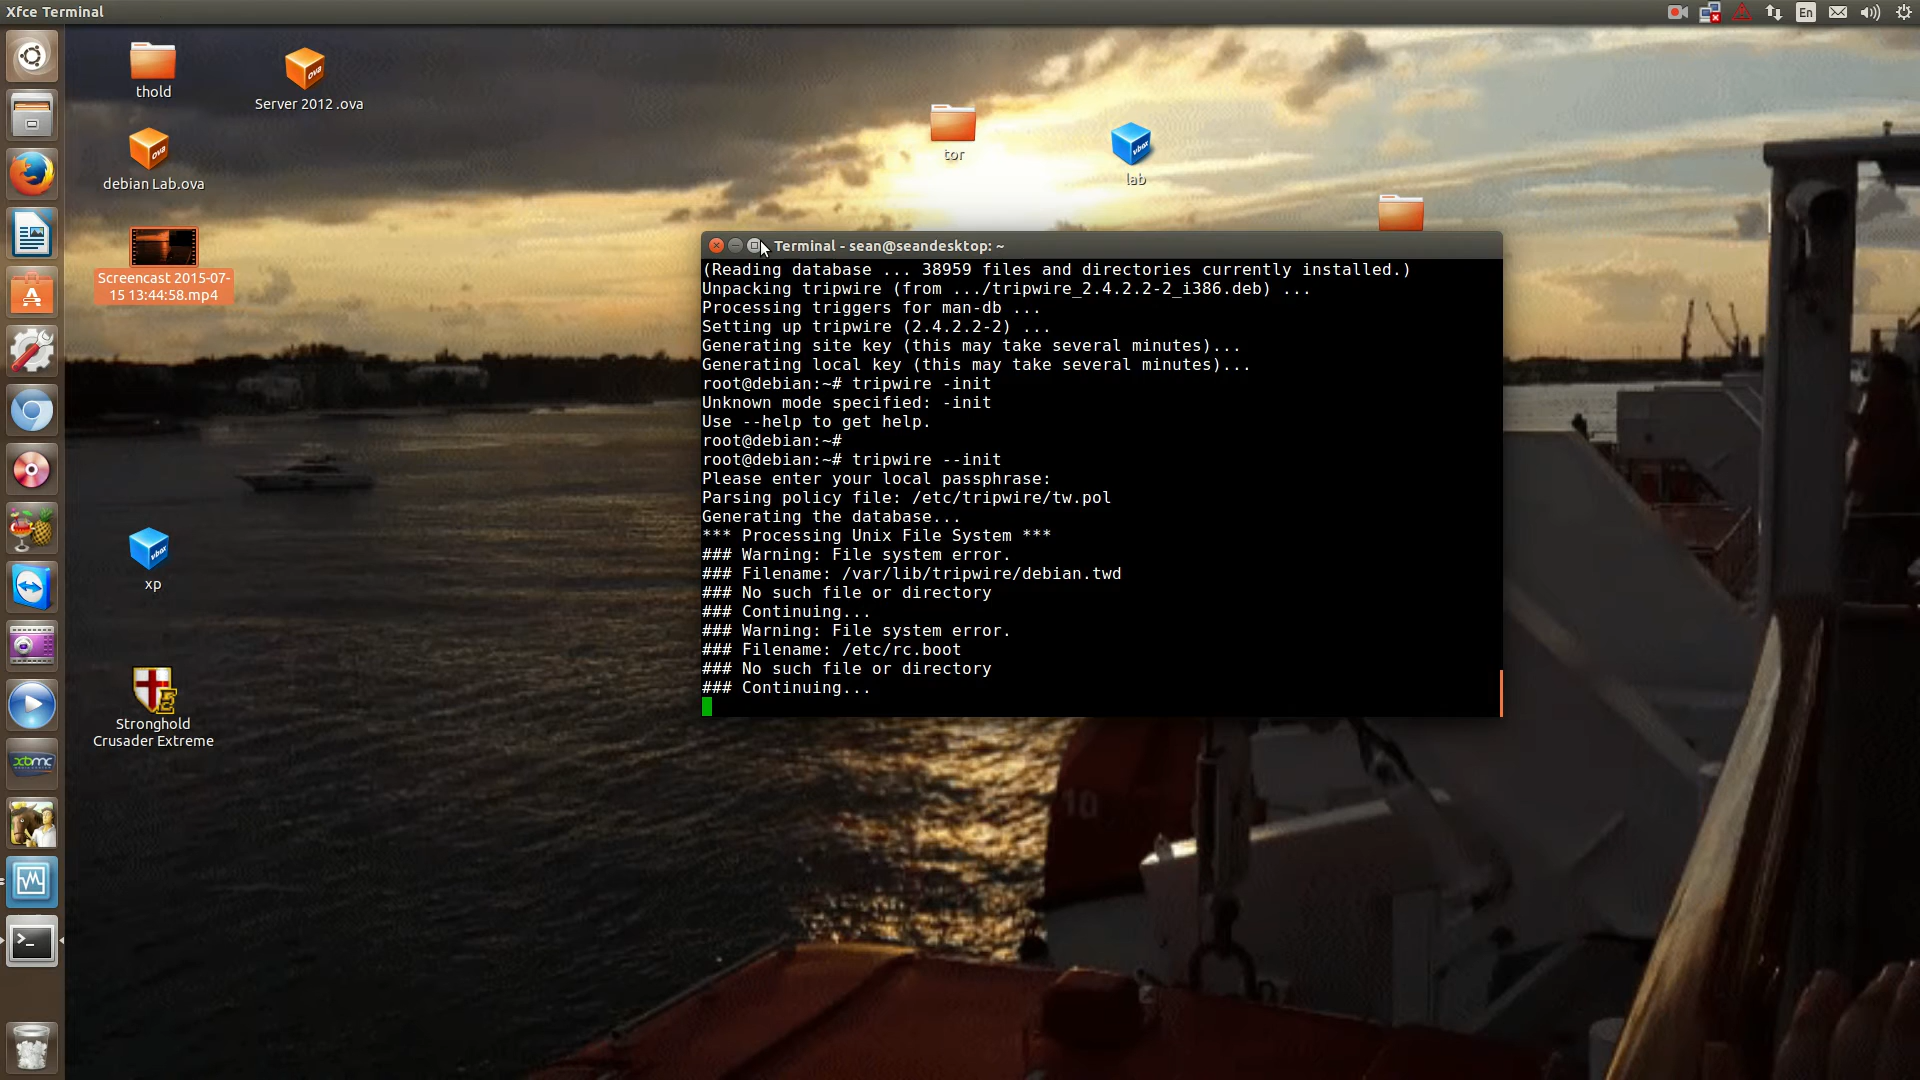 Xfce Terminal
En
thold
Server 2012 .ova
debian Lab.ova
tor
lab
Screencast 2015-07-
15 13:44:58.mp4
xp
Stronghold
Crusader Extreme
Terminal - sean@seandesktop: ~
(Reading database ... 38959 files and directories currently installed.)
Unpacking tripwire (from .../tripwire_2.4.2.2-2_i386.deb) ...
Processing triggers for man-db ...
Setting up tripwire (2.4.2.2-2) ...
Generating site key (this may take several minutes)...
Generating local key (this may take several minutes)...
root@debian:~# tripwire -init
Unknown mode specified: -init
Use --help to get help.
root@debian:~#
root@debian:~# tripwire --init
Please enter your local passphrase:
Parsing policy file: /etc/tripwire/tw.pol
Generating the database...
*** Processing Unix File System ***
### Warning: File system error.
### Filename: /var/lib/tripwire/debian.twd
### No such file or directory
### Continuing...
### Warning: File system error.
### Filename: /etc/rc.boot
### No such file or directory
### Continuing...
ova
ova
vbox
vbox
xbmc
10